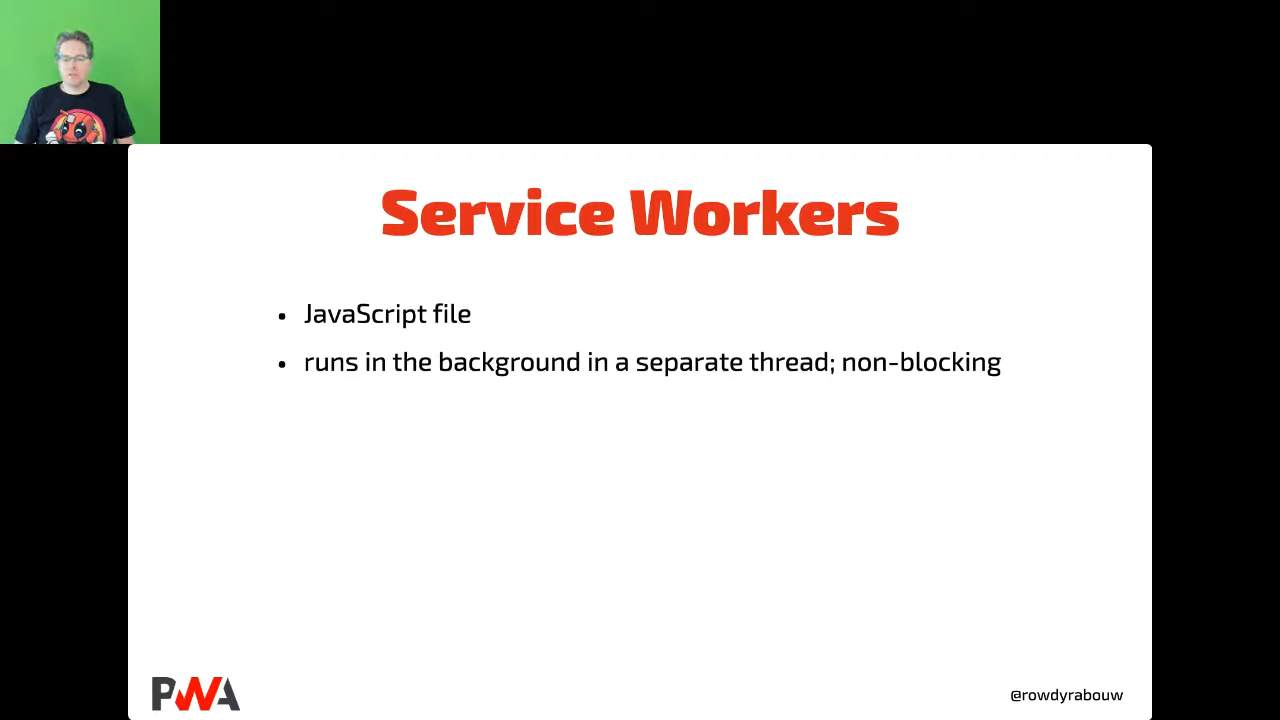 Service Workers
• JavaScript file
• runs in the background in a separate thread; non-blocking
PWA
@rowdyrabouw